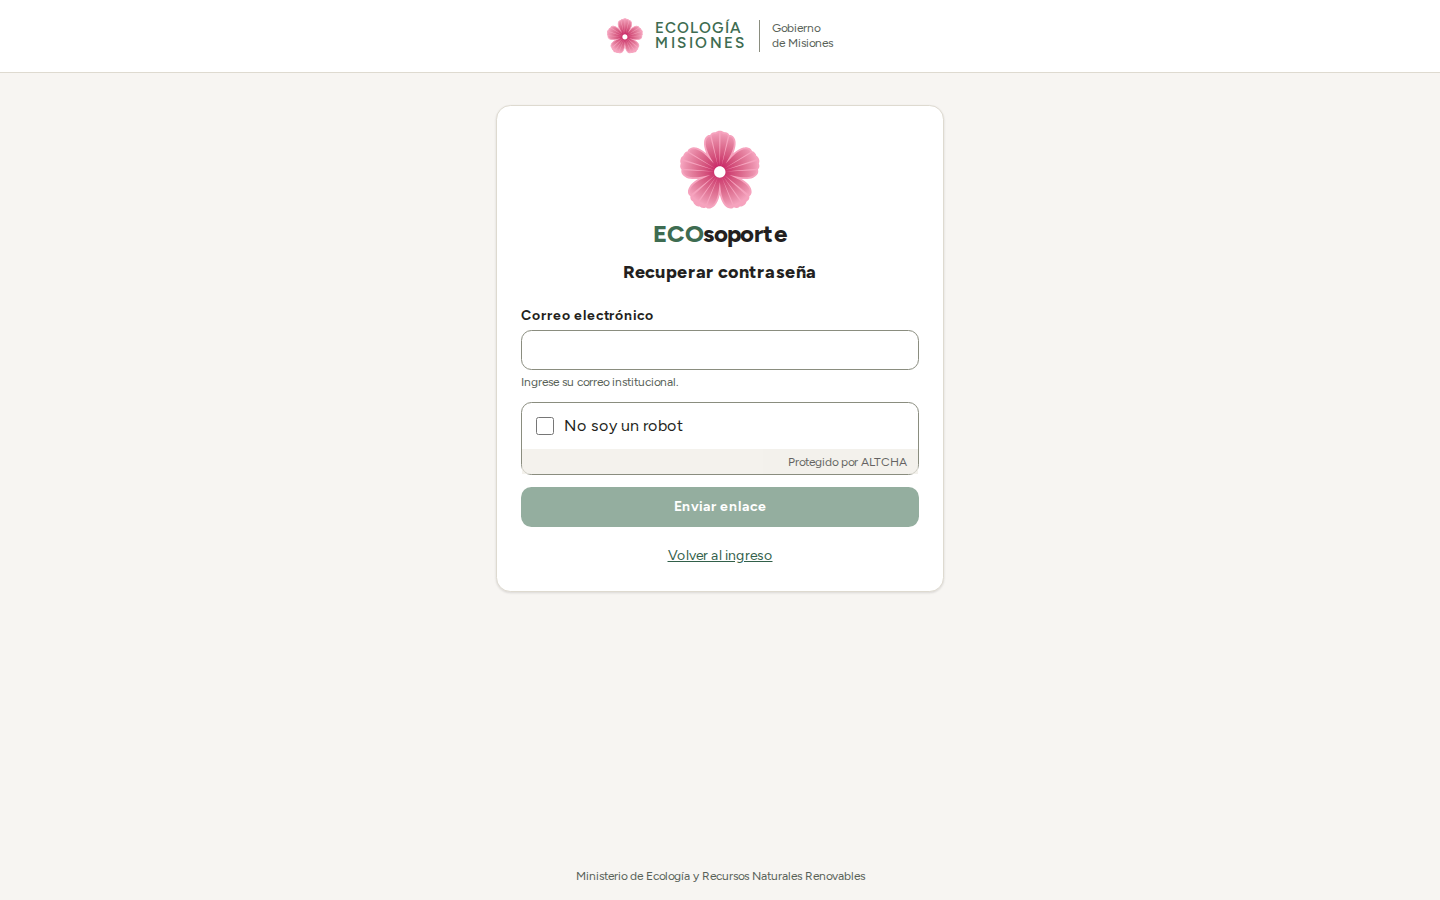 ECOLOGÍA
MISIONES
Gobierno
de Misiones
ECOsoporte
Recuperar contraseña
Correo electrónico
Ingrese su correo institucional.
No soy un robot
Protegido por ALTCHA
Enviar enlace
Volver al ingreso
Ministerio de Ecología y Recursos Naturales Renovables